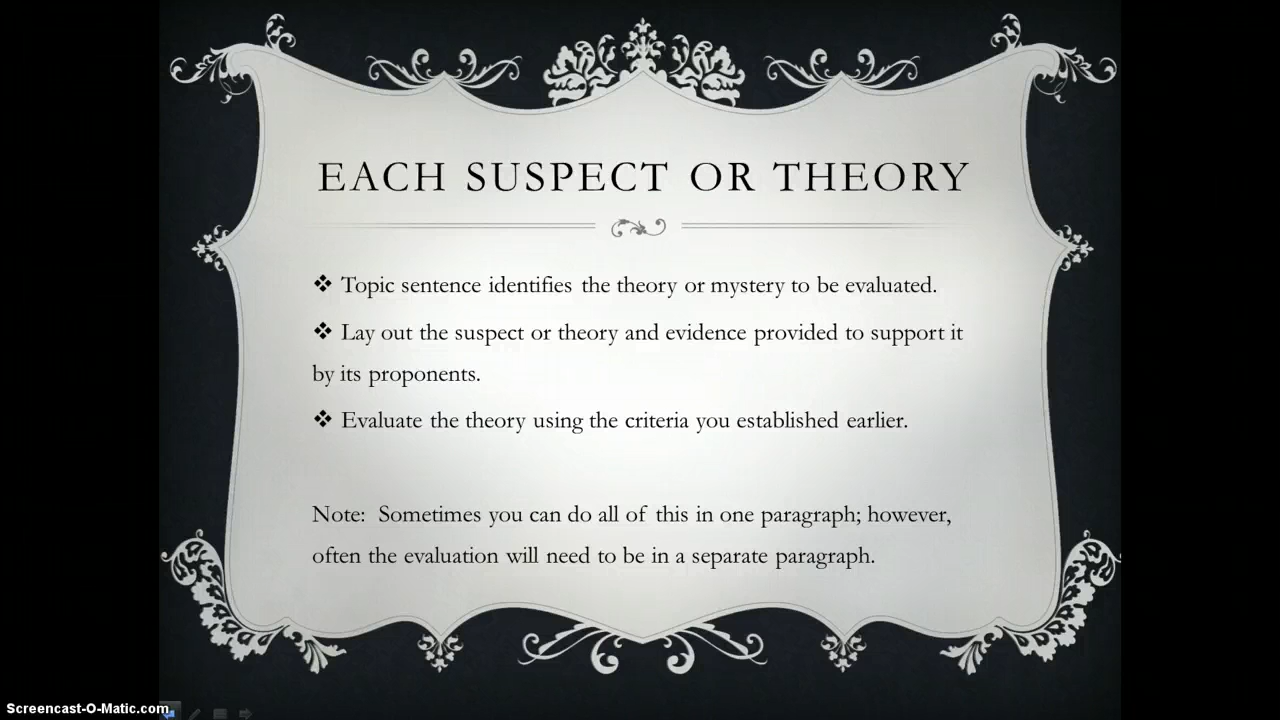 EACH SUSPECT OR THEORY
❖ Topic sentence identifies the theory or mystery to be evaluated.
❖ Lay out the suspect or theory and evidence provided to support it
by its proponents.
❖ Evaluate the theory using the criteria you established earlier.
Note:  Sometimes you can do all of this in one paragraph; however,
often the evaluation will need to be in a separate paragraph.
Screencast-O-Matic.com